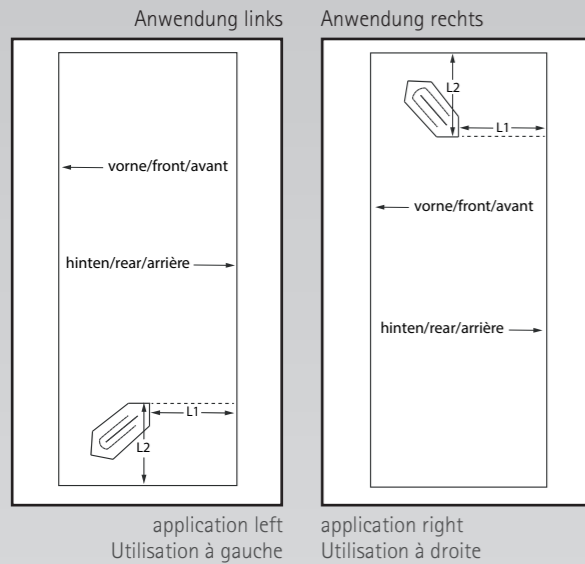 Anwendung links
vorne/front/avant
hinten/rear/arrière
L1
L2
application left
Utilisation à gauche
Anwendung rechts
L2
L1
vorne/front/avant
hinten/rear/arrière
application right
Utilisation à droite